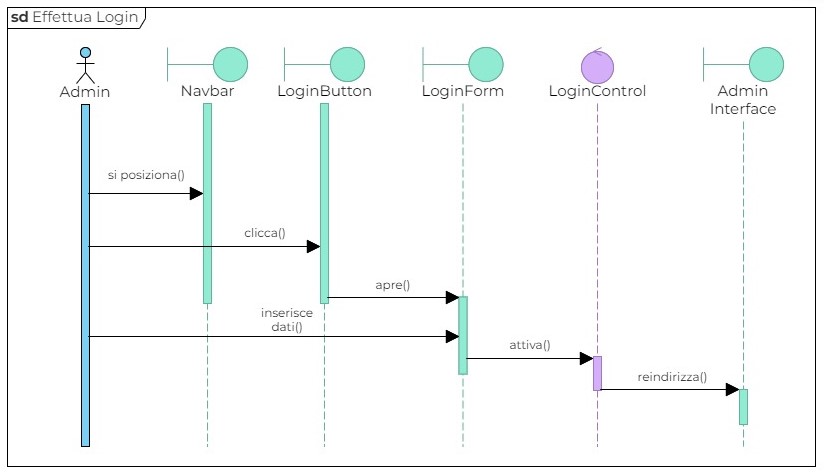 sd Effettua Login
Admin
Navbar
LoginButton
LoginForm
LoginControl
Admin
Interface
si posiziona()
clicca()
apre()
inserisce
dati()
attiva()
reindirizza()